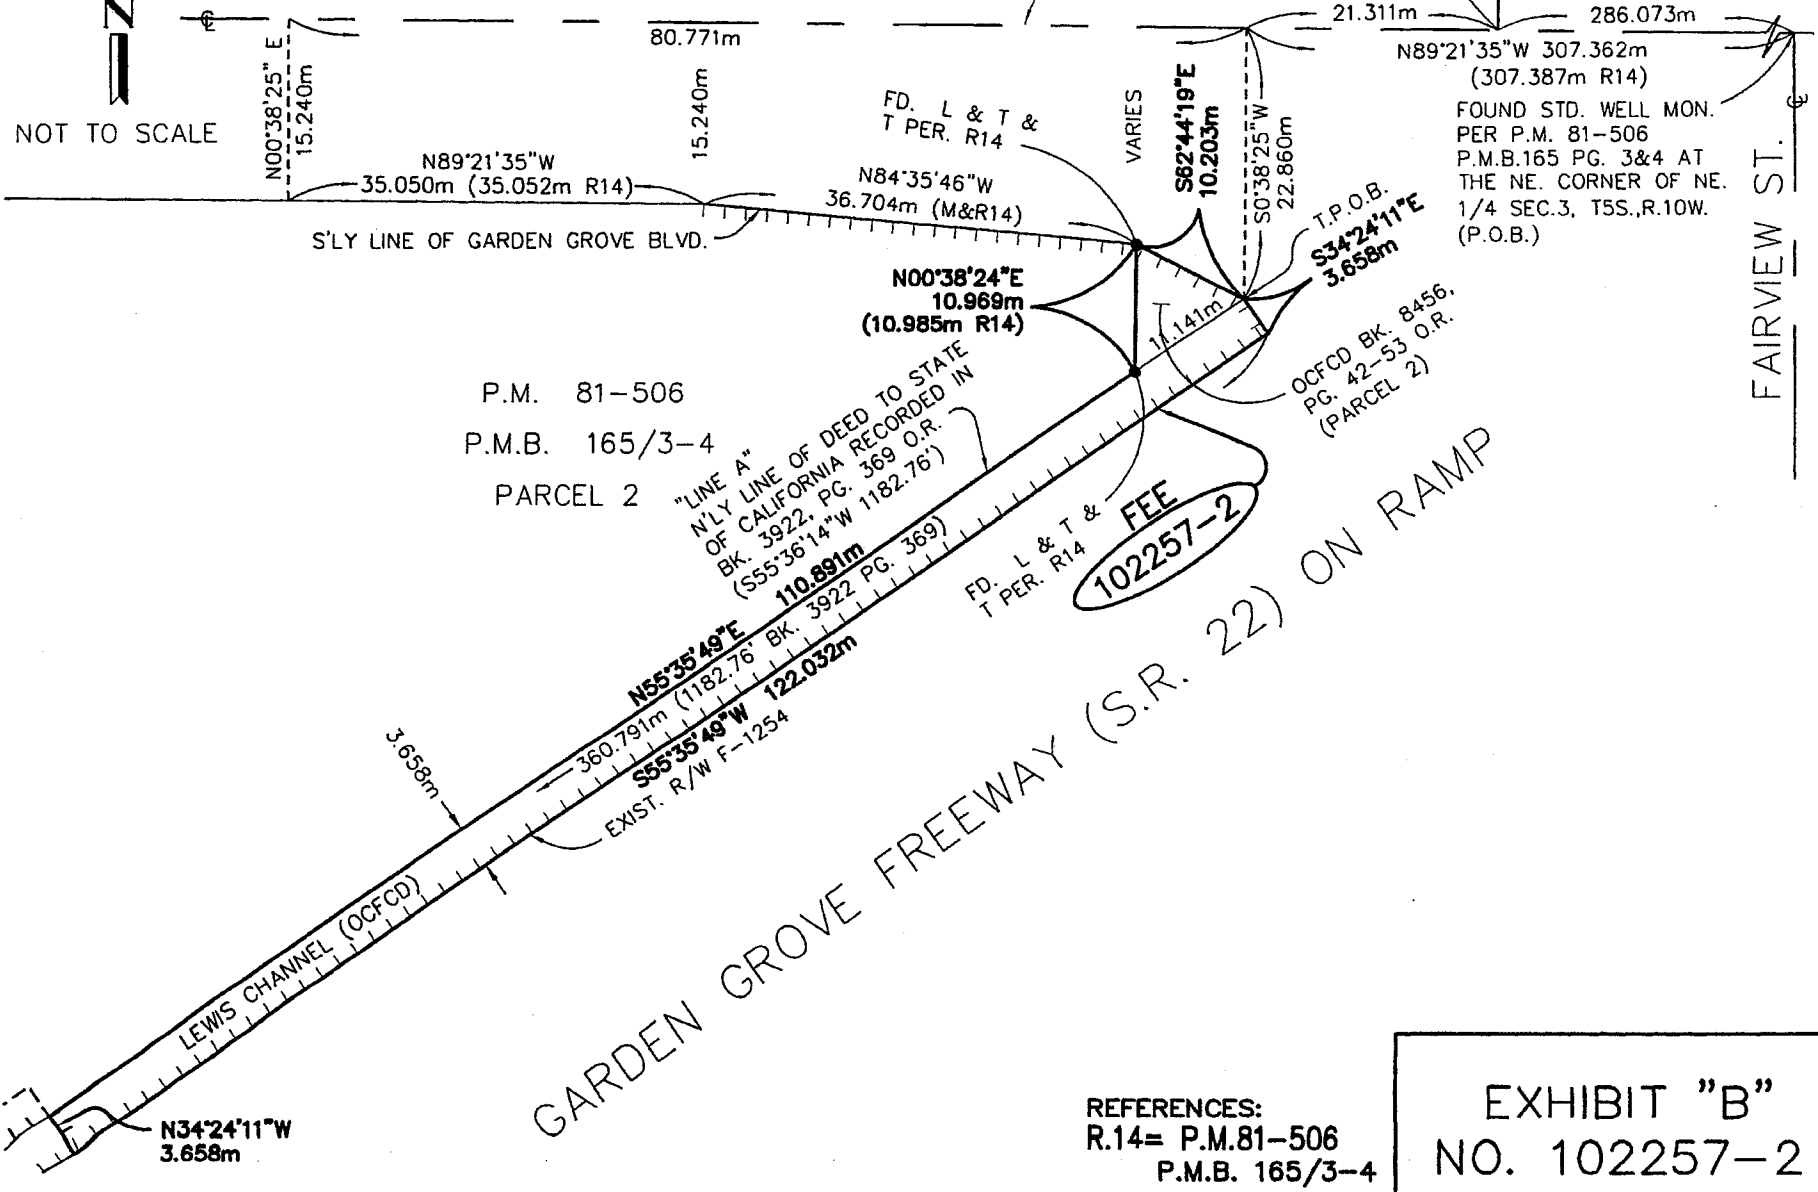 N
NOT TO SCALE
℄
N00°38'25" E
15.240m
80.771m
15.240m
N89°21'35"W
35.050m (35.052m R14)
S'LY LINE OF GARDEN GROVE BLVD.
FD. L & T &
T PER. R14
N84°35'46"W
36.704m (M&R14)
VARIES
S62°44'19"E
10.203m
S0°38'25"W
22.860m
21.311m
286.073m
N89°21'35"W 307.362m
(307.387m R14)
FOUND STD. WELL MON.
PER P.M. 81-506
P.M.B.165 PG. 3&4 AT
THE NE. CORNER OF NE.
1/4 SEC.3, T5S.,R.10W.
(P.O.B.)
℄
FAIRVIEW ST.
T.P.O.B.
S34°24'11"E
3.658m
N00°38'24"E
10.969m
(10.985m R14)
11.141m
OCFCD BK. 8456,
PG. 42-53 O.R.
(PARCEL 2)
P.M. 81-506
P.M.B. 165/3-4
PARCEL 2
"LINE A"
N'LY LINE OF DEED TO STATE
OF CALIFORNIA RECORDED IN
BK. 3922, PG. 369 O.R.
(S55°36'14"W 1182.76')
FD. L & T &
T PER. R14
FEE
102257-2
N55°35'49"E 110.891m
360.791m (1182.76' BK. 3922 PG. 369)
S55°35'49"W 122.032m
EXIST. R/W F-1254
3.658m
LEWIS CHANNEL (OCFCD)
GARDEN GROVE FREEWAY (S.R. 22) ON RAMP
N34°24'11"W
3.658m
REFERENCES:
R.14= P.M.81-506
P.M.B. 165/3-4
EXHIBIT "B"
NO. 102257-2